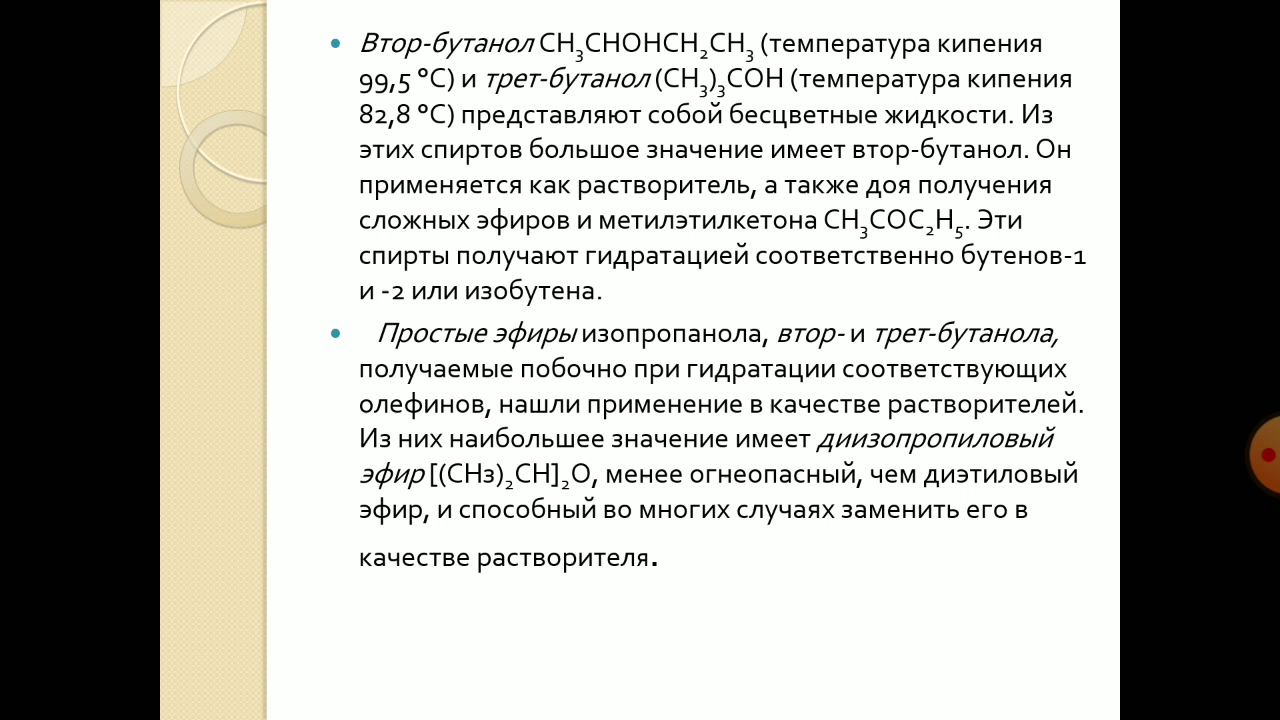 • Втор-бутанол CH₃CHOHCH₂CH₃ (температура кипения
99,5 °C) и трет-бутанол (CH₃)₃COH (температура кипения
82,8 °C) представляют собой бесцветные жидкости. Из
этих спиртов большое значение имеет втор-бутанол. Он
применяется как растворитель, а также доя получения
сложных эфиров и метилэтилкетона CH₃COC₂H₅. Эти
спирты получают гидратацией соответственно бутенов-1
и -2 или изобутена.
• Простые эфиры изопропанола, втор- и трет-бутанола,
получаемые побочно при гидратации соответствующих
олефинов, нашли применение в качестве растворителей.
Из них наибольшее значение имеет диизопропиловый
эфир [(CHз)₂CH]₂O, менее огнеопасный, чем диэтиловый
эфир, и способный во многих случаях заменить его в
качестве растворителя.